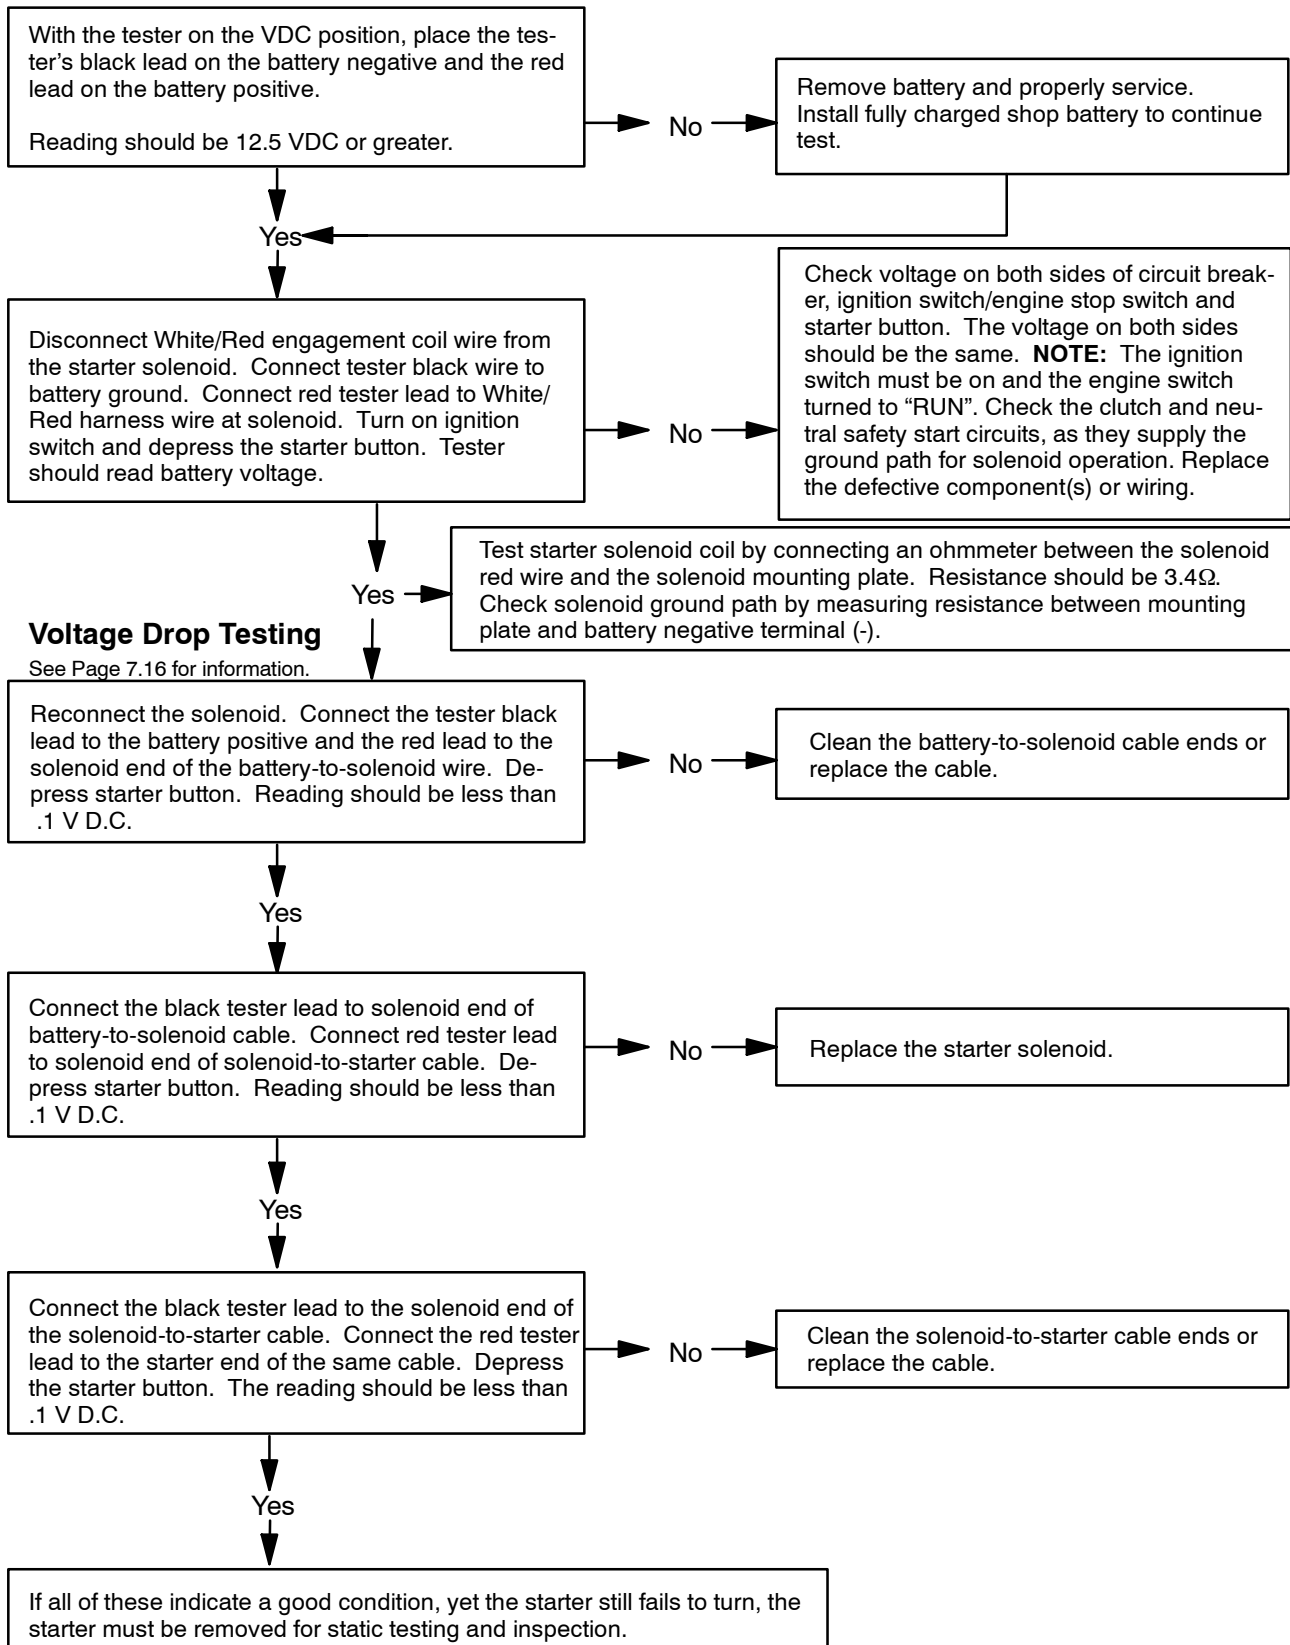 With the tester on the VDC position, place the tes-
ter's black lead on the battery negative and the red
lead on the battery positive.
Reading should be 12.5 VDC or greater.
No
Remove battery and properly service.
Install fully charged shop battery to continue
test.
Yes
Disconnect White/Red engagement coil wire from
the starter solenoid.  Connect tester black wire to
battery ground.  Connect red tester lead to White/
Red harness wire at solenoid.  Turn on ignition
switch and depress the starter button.  Tester
should read battery voltage.
No
Check voltage on both sides of circuit break-
er, ignition switch/engine stop switch and
starter button.  The voltage on both sides
should be the same.  NOTE:  The ignition
switch must be on and the engine switch
turned to “RUN”. Check the clutch and neu-
tral safety start circuits, as they supply the
ground path for solenoid operation. Replace
the defective component(s) or wiring.
Yes
Test starter solenoid coil by connecting an ohmmeter between the solenoid
red wire and the solenoid mounting plate.  Resistance should be 3.4Ω.
Check solenoid ground path by measuring resistance between mounting
plate and battery negative terminal (-).
Voltage Drop Testing
See Page 7.16 for information.
Reconnect the solenoid.  Connect the tester black
lead to the battery positive and the red lead to the
solenoid end of the battery-to-solenoid wire.  De-
press starter button.  Reading should be less than
.1 V D.C.
No
Clean the battery-to-solenoid cable ends or
replace the cable.
Yes
Connect the black tester lead to solenoid end of
battery-to-solenoid cable.  Connect red tester lead
to solenoid end of solenoid-to-starter cable.  De-
press starter button.  Reading should be less than
.1 V D.C.
No
Replace the starter solenoid.
Yes
Connect the black tester lead to the solenoid end of
the solenoid-to-starter cable.  Connect the red tester
lead to the starter end of the same cable.  Depress
the starter button.  The reading should be less than
.1 V D.C.
No
Clean the solenoid-to-starter cable ends or
replace the cable.
Yes
If all of these indicate a good condition, yet the starter still fails to turn, the
starter must be removed for static testing and inspection.